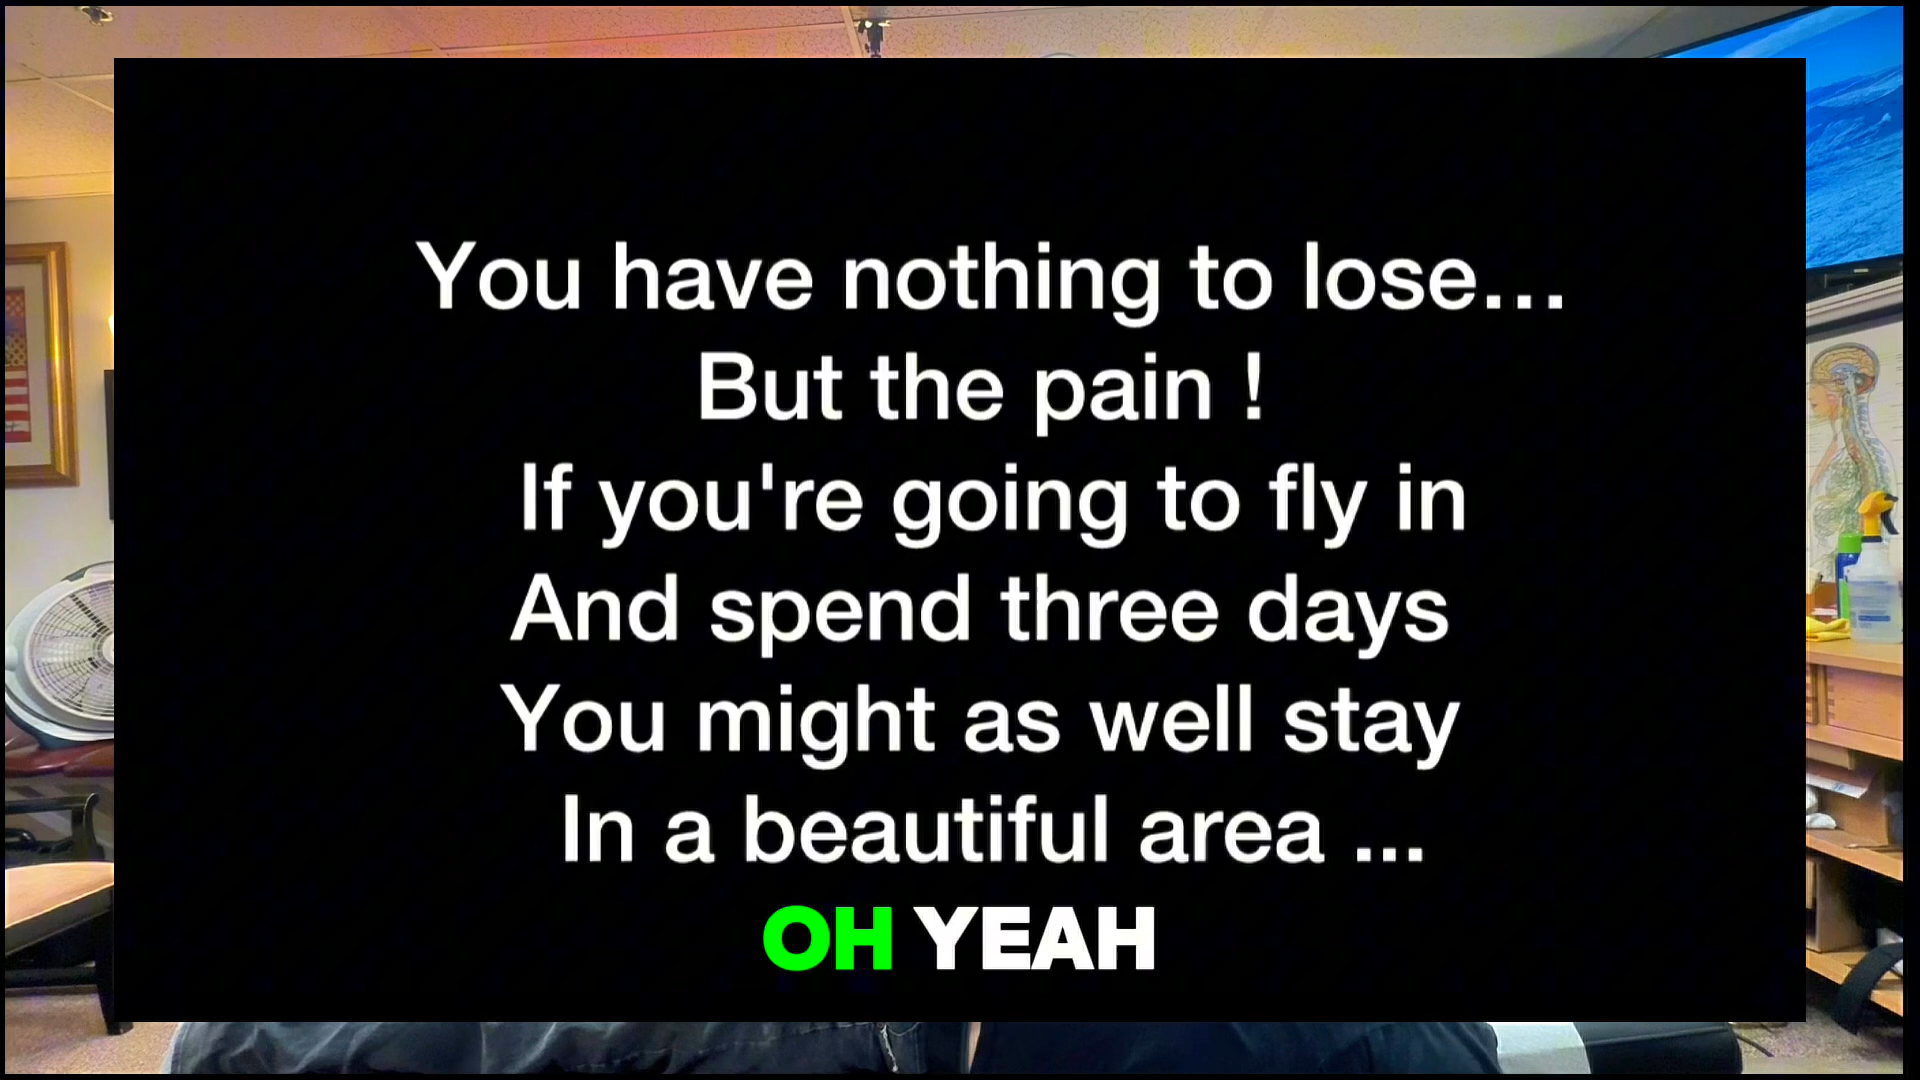 You have nothing to lose...
But the pain !
If you're going to fly in
And spend three days
You might as well stay
In a beautiful area ...
OH YEAH